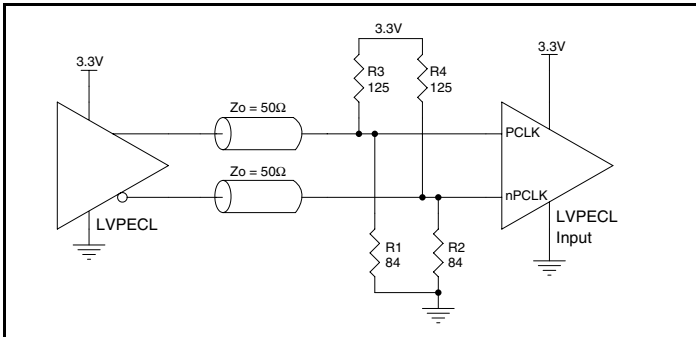 3.3V
3.3V
3.3V
R3
125
R4
125
Zo = 50Ω
PCLK
Zo = 50Ω
nPCLK
LVPECL
LVPECL
Input
R1
84
R2
84